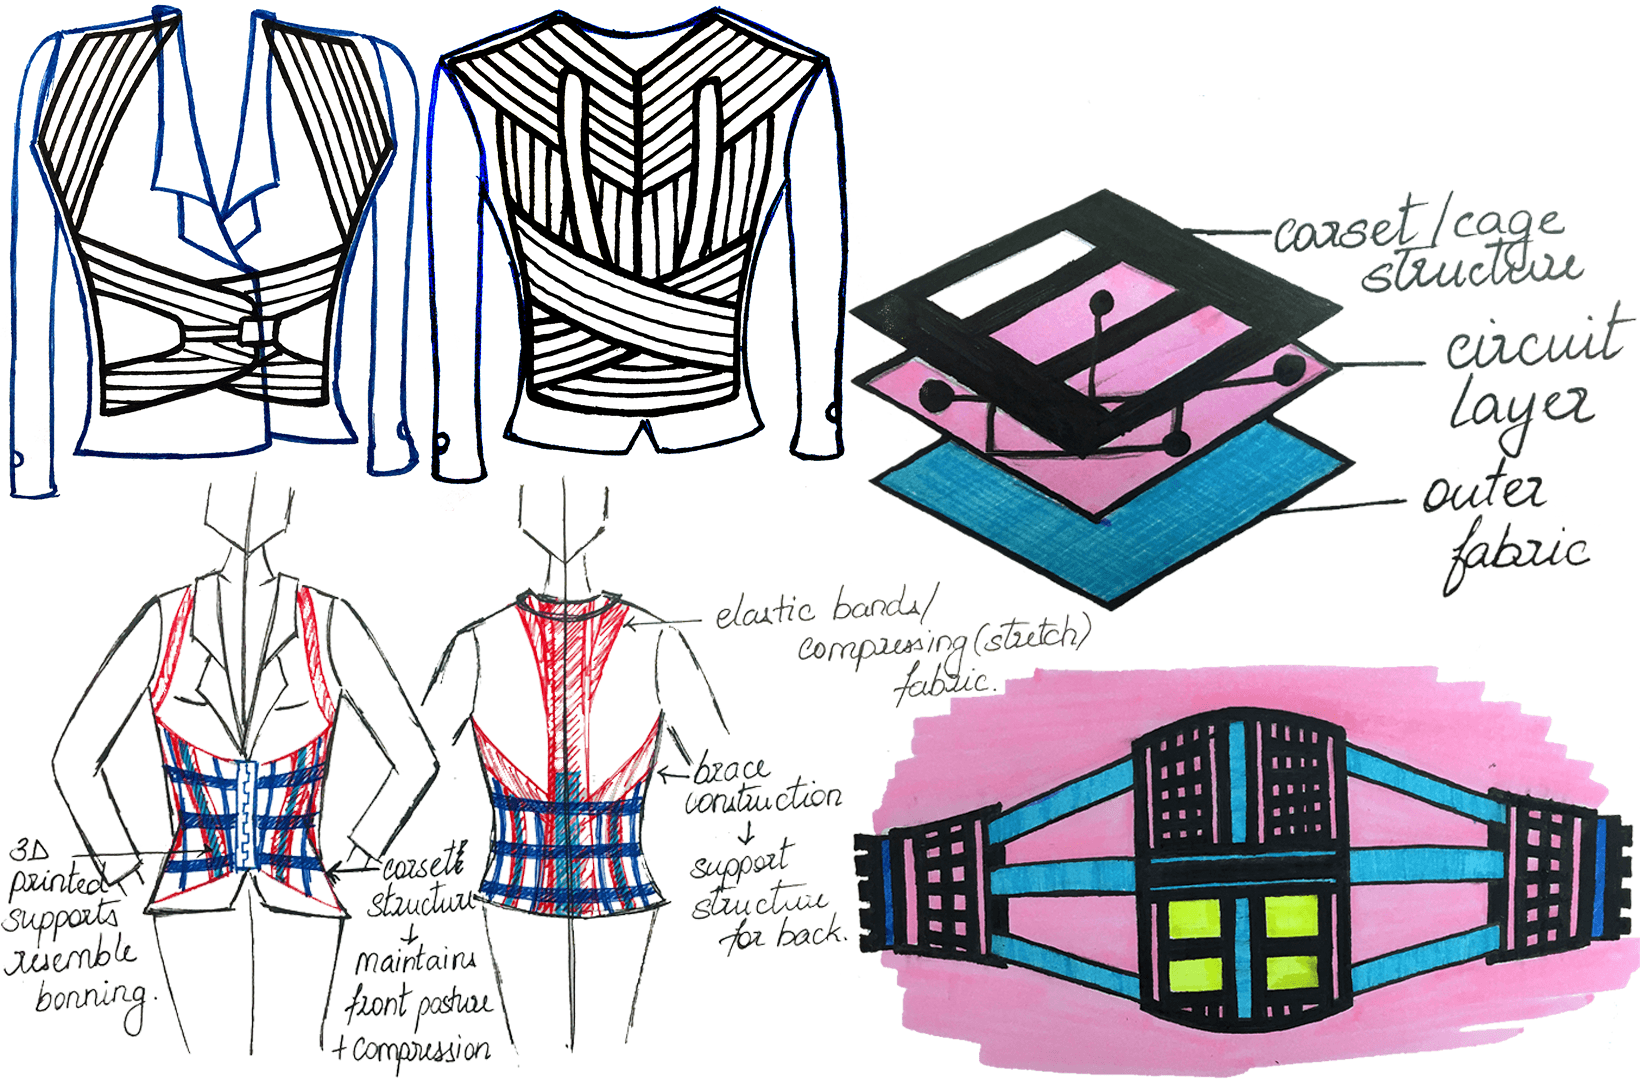 corset/cage
structure
circuit
layer
outer
fabric
elastic bands/
compressing (stretch)
fabric.
brace
construction
support
structure
for back.
3D
printed
supports
resemble
bonning.
corsett
structure
maintains
front posture
+ compression